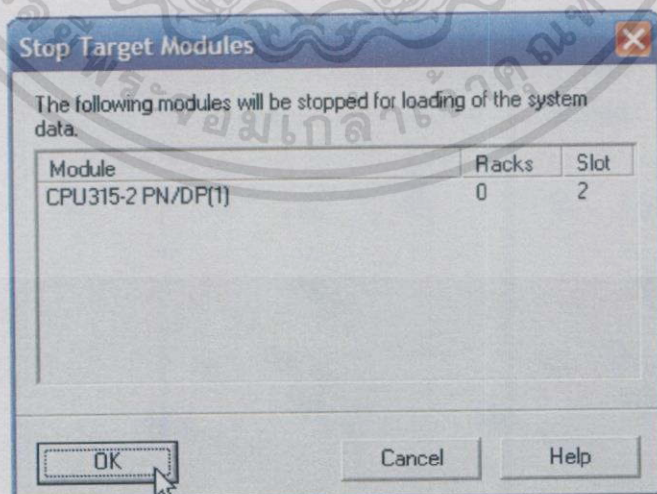 Stop Target Modules
The following modules will be stopped for loading of the system
data.
Module Racks Slot
CPU315-2 PN/DP(1) 0 2
OK Cancel Help